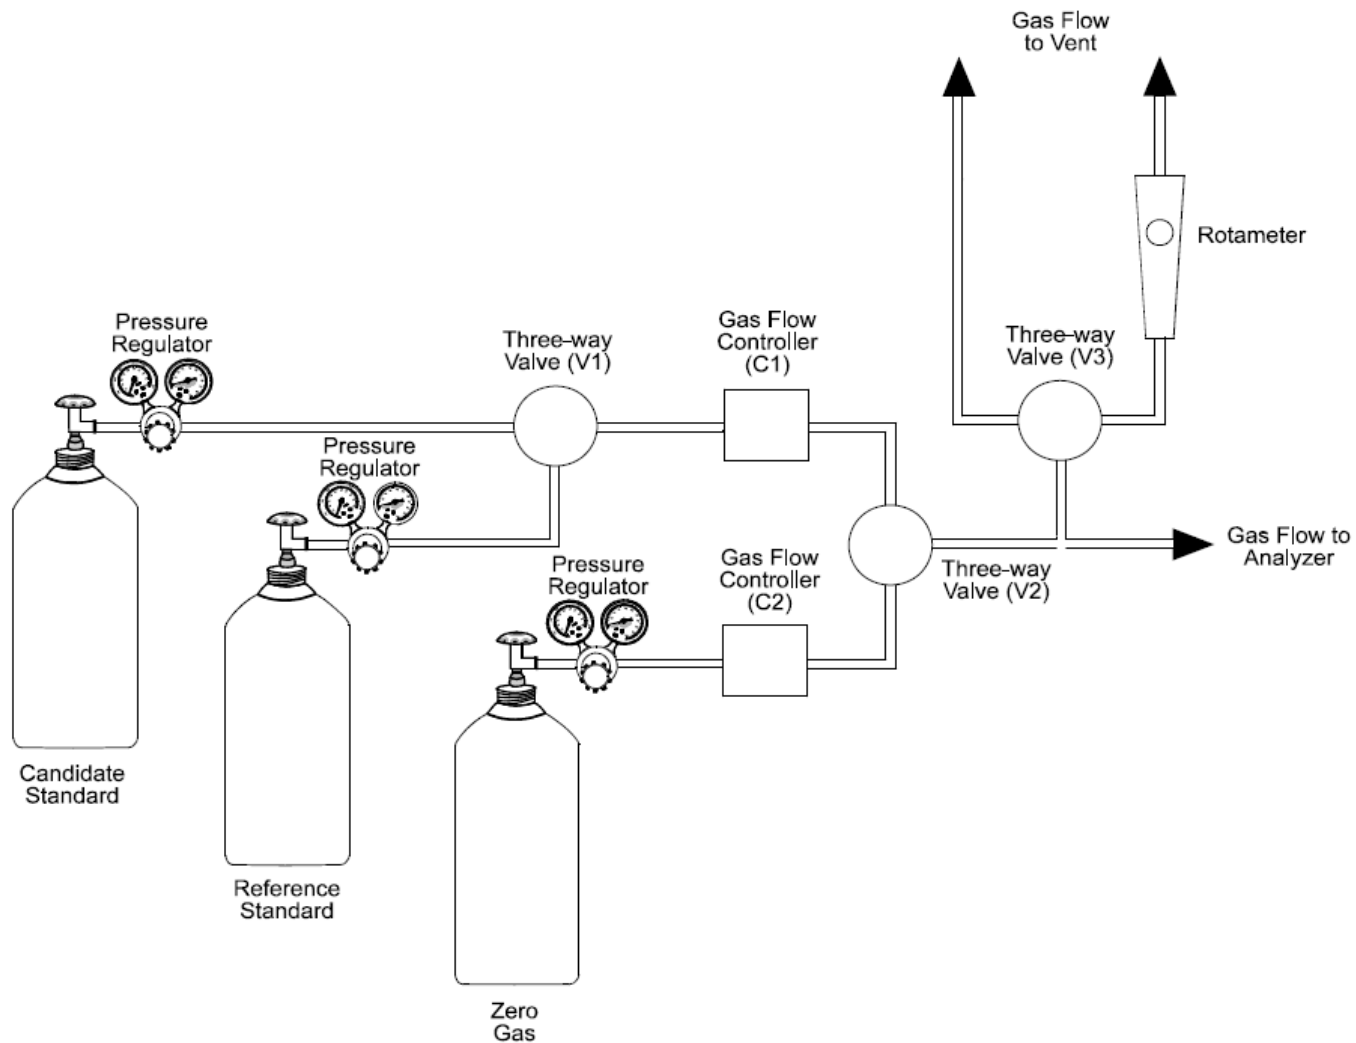 Gas Flow
to Vent
Rotameter
Pressure
Regulator
Three-way
Valve (V1)
Gas Flow
Controller
(C1)
Three-way
Valve (V3)
Pressure
Regulator
Gas Flow to
Analyzer
Pressure
Regulator
Gas Flow
Controller
(C2)
Three-way
Valve (V2)
Candidate
Standard
Reference
Standard
Zero
Gas